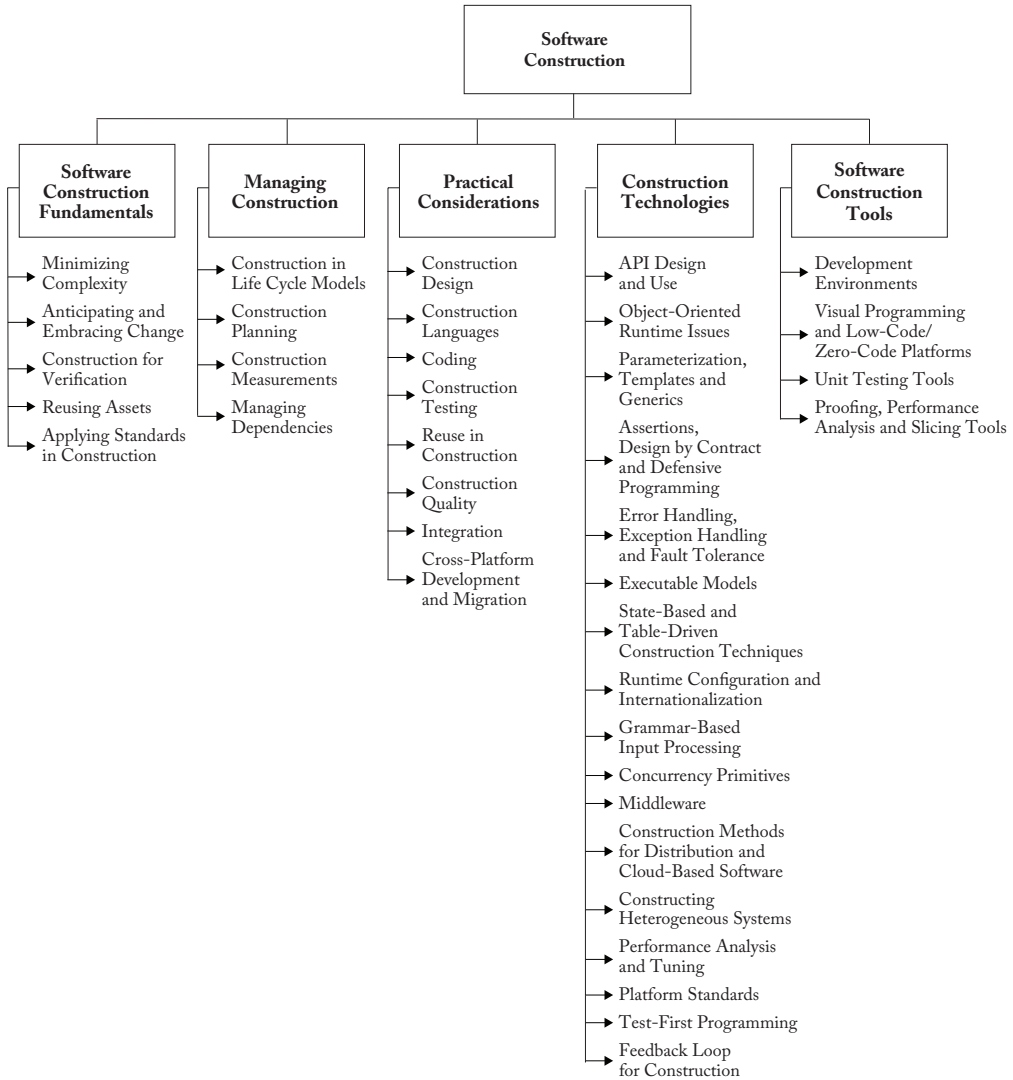 Software
Construction
Software
Construction
Fundamentals
Minimizing
Complexity
Anticipating and
Embracing Change
Construction for
Verification
Reusing Assets
Applying Standards
in Construction
Managing
Construction
Construction in
Life Cycle Models
Construction
Planning
Construction
Measurements
Managing
Dependencies
Practical
Considerations
Construction
Design
Construction
Languages
Coding
Construction
Testing
Reuse in
Construction
Construction
Quality
Integration
Cross-Platform
Development
and Migration
Construction
Technologies
API Design
and Use
Object-Oriented
Runtime Issues
Parameterization,
Templates and
Generics
Assertions,
Design by Contract
and Defensive
Programming
Error Handling,
Exception Handling
and Fault Tolerance
Executable Models
State-Based and
Table-Driven
Construction Techniques
Runtime Configuration and
Internationalization
Grammar-Based
Input Processing
Concurrency Primitives
Middleware
Construction Methods
for Distribution and
Cloud-Based Software
Constructing
Heterogeneous Systems
Performance Analysis
and Tuning
Platform Standards
Test-First Programming
Feedback Loop
for Construction
Software
Construction
Tools
Development
Environments
Visual Programming
and Low-Code/
Zero-Code Platforms
Unit Testing Tools
Proofing, Performance
Analysis and Slicing Tools